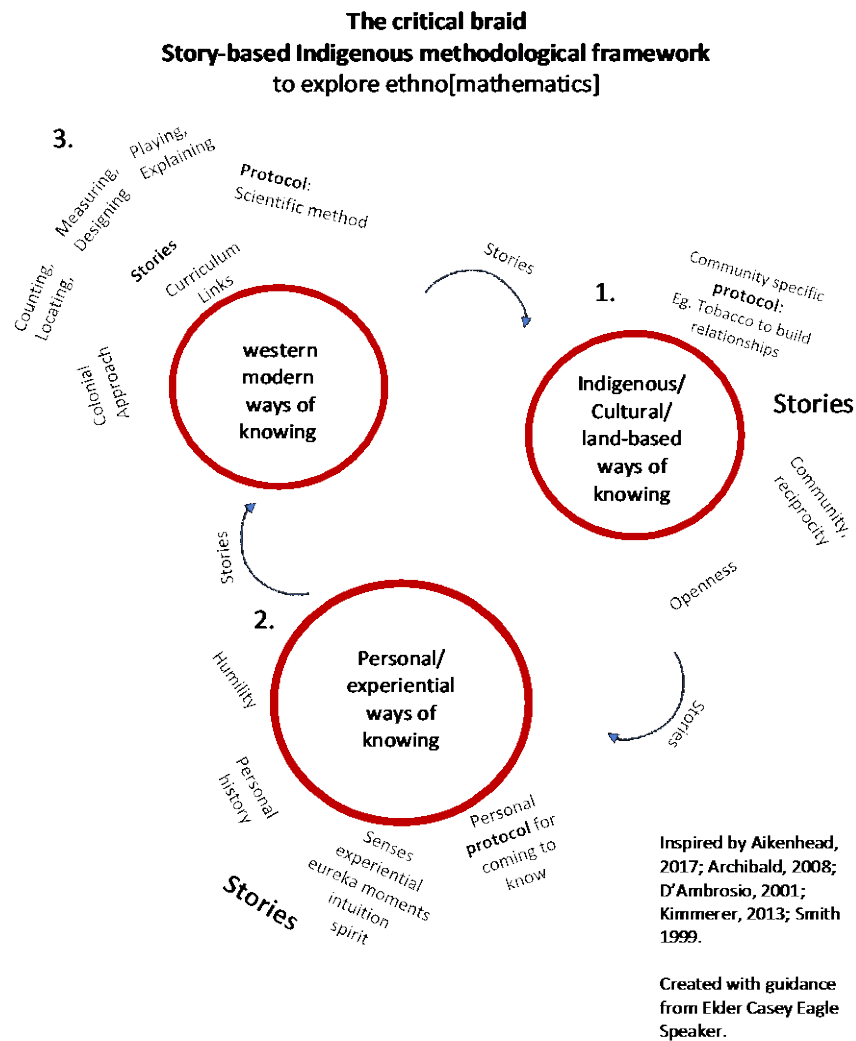 The critical braid
Story-based Indigenous methodological framework
to explore ethno[mathematics]
3.
Counting,
Locating,
Measuring,
Designing
Playing,
Explaining
Protocol:
Scientific method
Stories
Curriculum
Links
Colonial
Approach
western
modern
ways of
knowing
Stories
1.
Community specific
protocol:
Eg. Tobacco to build
relationships
Indigenous/
Cultural/
land-based
ways of
knowing
Stories
Community,
reciprocity
Openness
Stories
2.
Personal/
experiential
ways of
knowing
Personal
protocol for
coming to
know
Senses
experiential
eureka moments
intuition
spirit
Stories
Personal
history
Humility
Stories
Inspired by Aikenhead,
2017; Archibald, 2008;
D'Ambrosio, 2001;
Kimmerer, 2013; Smith
1999.
Created with guidance
from Elder Casey Eagle
Speaker.